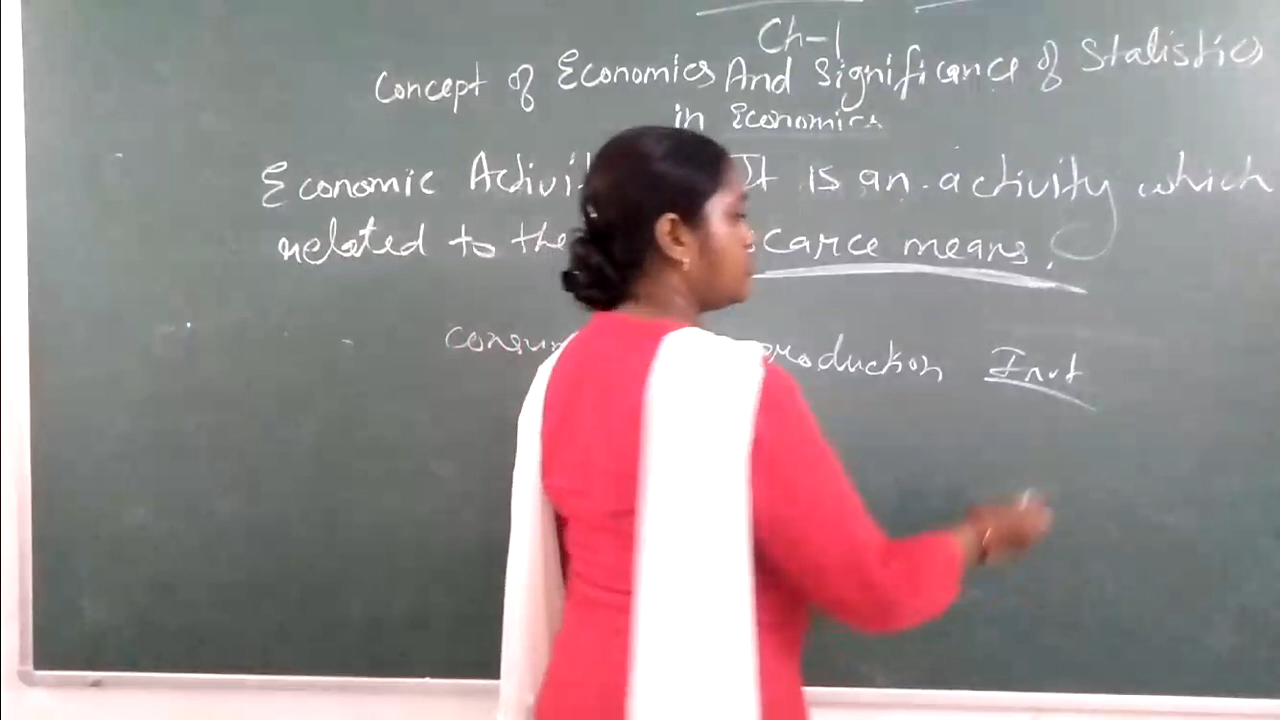 Ch-1
Concept of Economics And Significance of Statistics
in Economics
Economic Activi It is an activity which
related to the carce means.
consum roduction